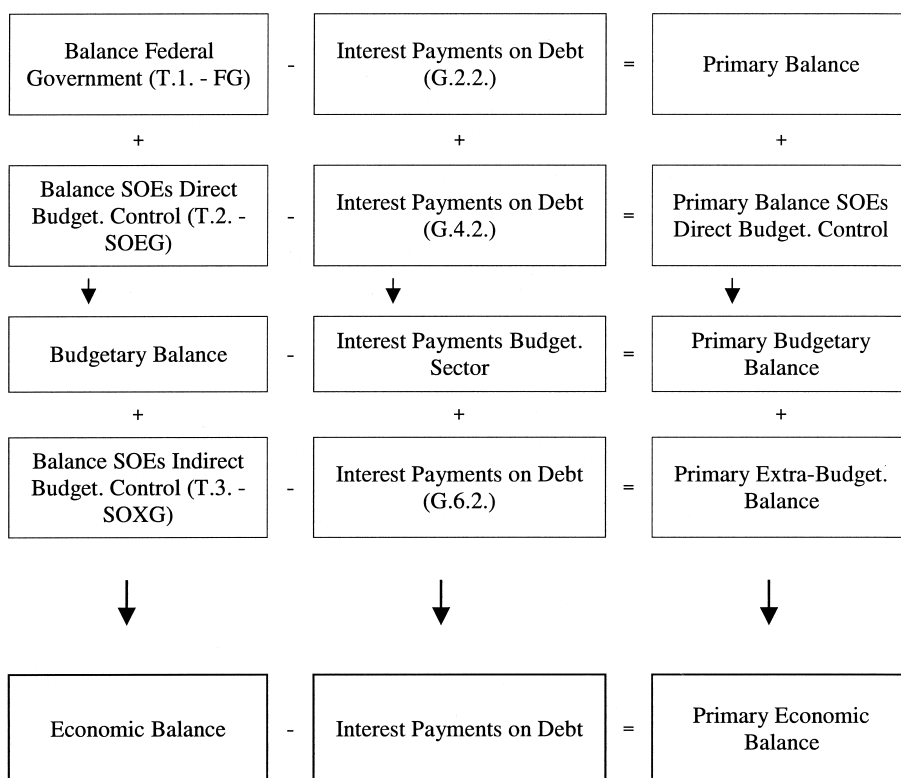 Balance Federal
Government (T.1. - FG)
-
Interest Payments on Debt
(G.2.2.)
=
Primary Balance
+
+
+
Balance SOEs Direct
Budget. Control (T.2. -
SOEG)
-
Interest Payments on Debt
(G.4.2.)
=
Primary Balance SOEs
Direct Budget. Control
Budgetary Balance
-
Interest Payments Budget.
Sector
=
Primary Budgetary
Balance
+
+
+
Balance SOEs Indirect
Budget. Control (T.3. -
SOXG)
-
Interest Payments on Debt
(G.6.2.)
=
Primary Extra-Budget.
Balance
Economic Balance
-
Interest Payments on Debt
=
Primary Economic
Balance